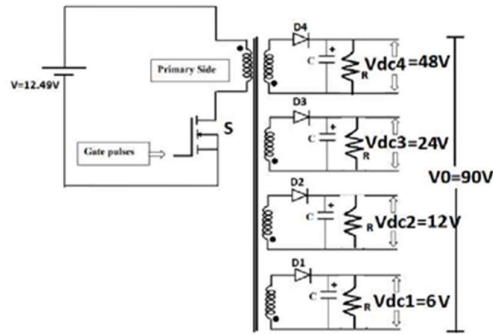 D4
+
C
R
Vdc4=48V
Primary Side
V=12.49V
D3
+
C
R
Vdc3=24V
S
Gate pulses
V0=90V
D2
+
C
R
Vdc2=12V
D1
+
C
R
Vdc1=6V